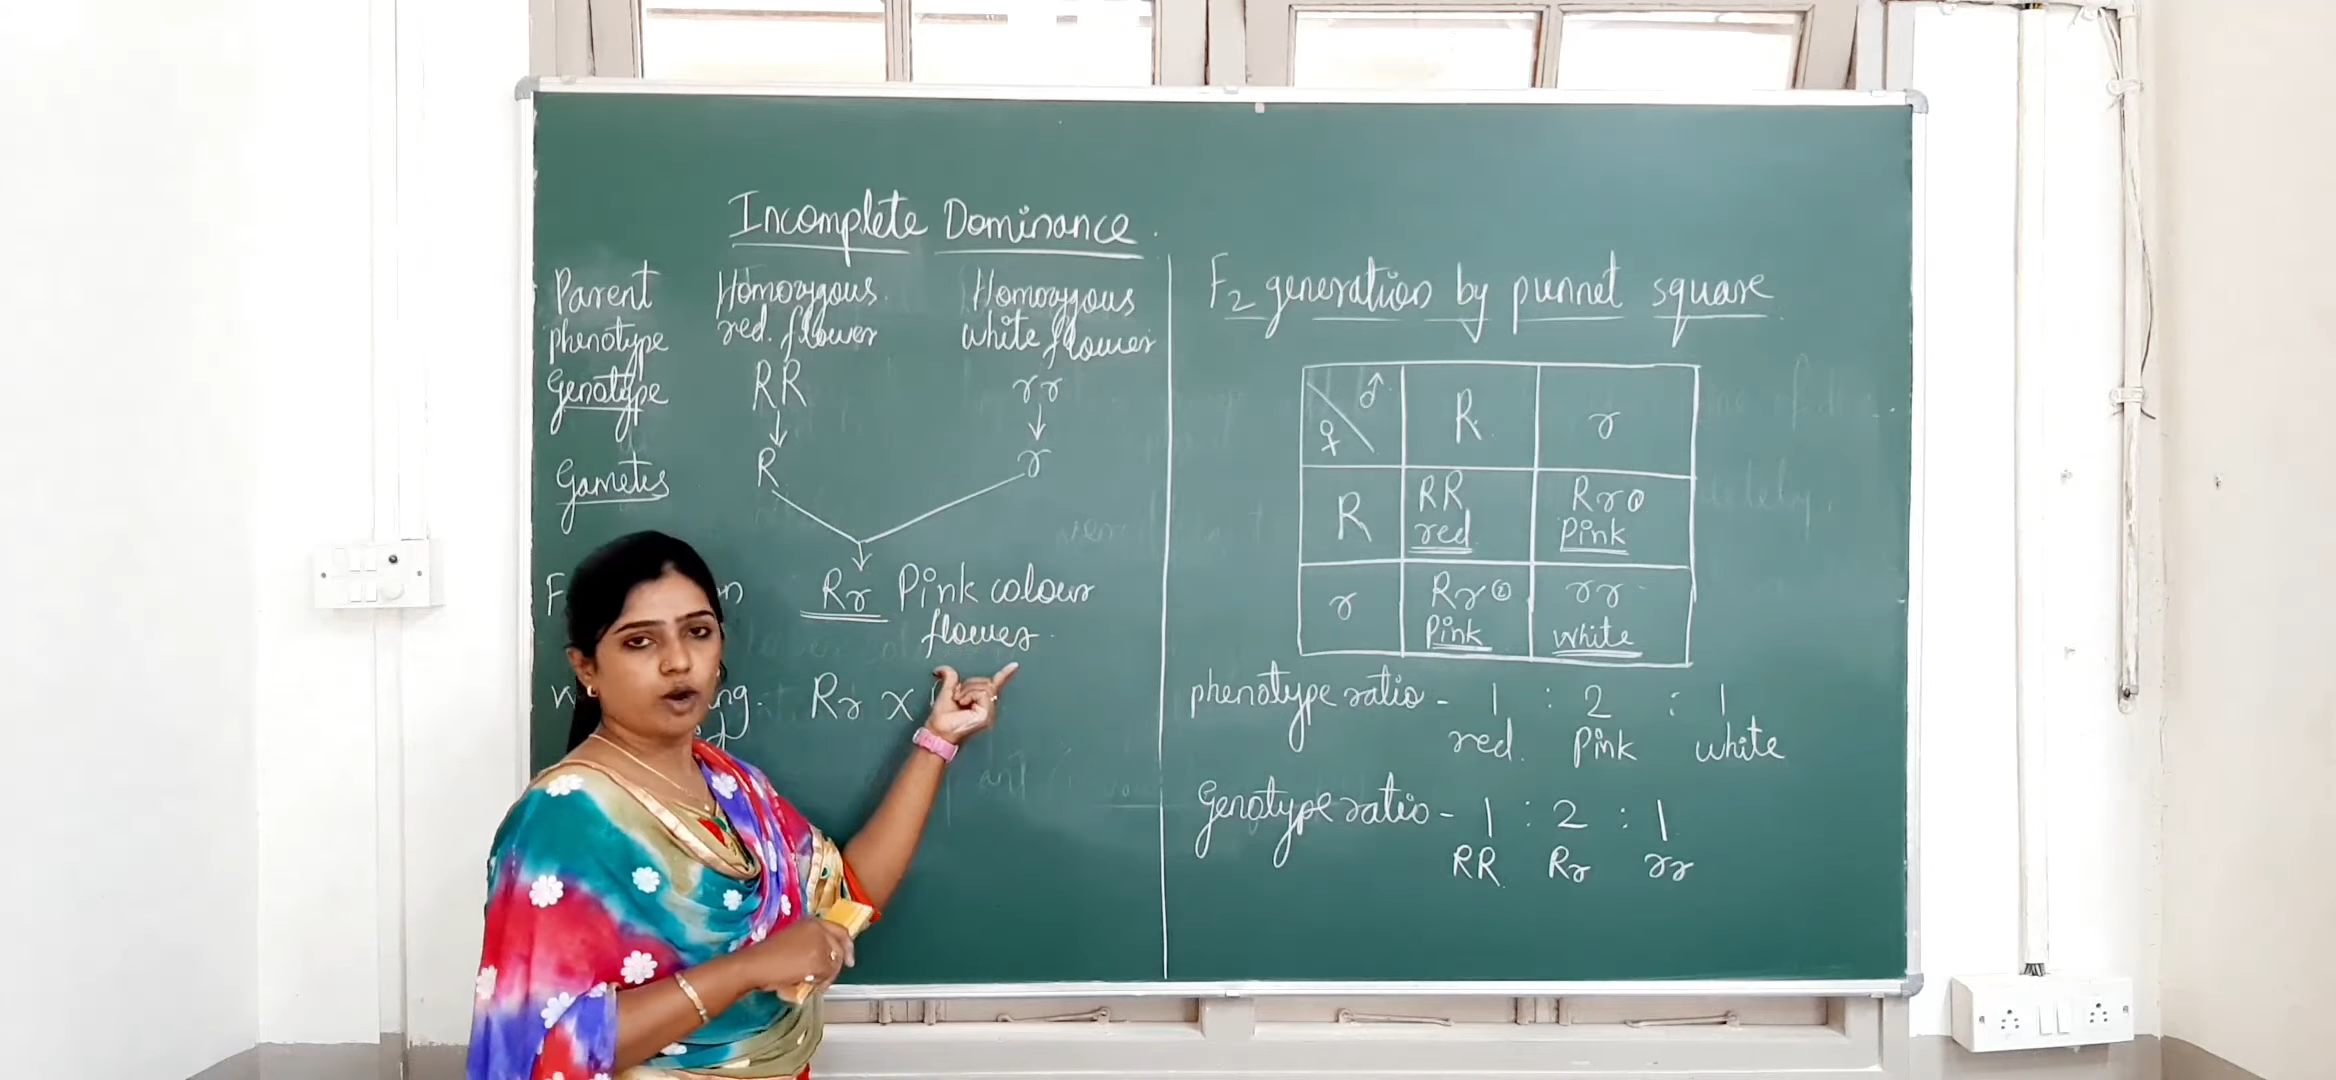 Incomplete Dominance
Parent Homozygous Homozygous
phenotype red. flower white flower
Genotype RR rr
Gametes R r
F Rr Pink colour
flower
Rr x
F2 generation by punnet square
♂ R r
♀
R RR Rr ①
red Pink
r Rr ② rr
Pink white
phenotype ratio - 1 : 2 : 1
red. Pink white
Genotype ratio - 1 : 2 : 1
RR Rr rr